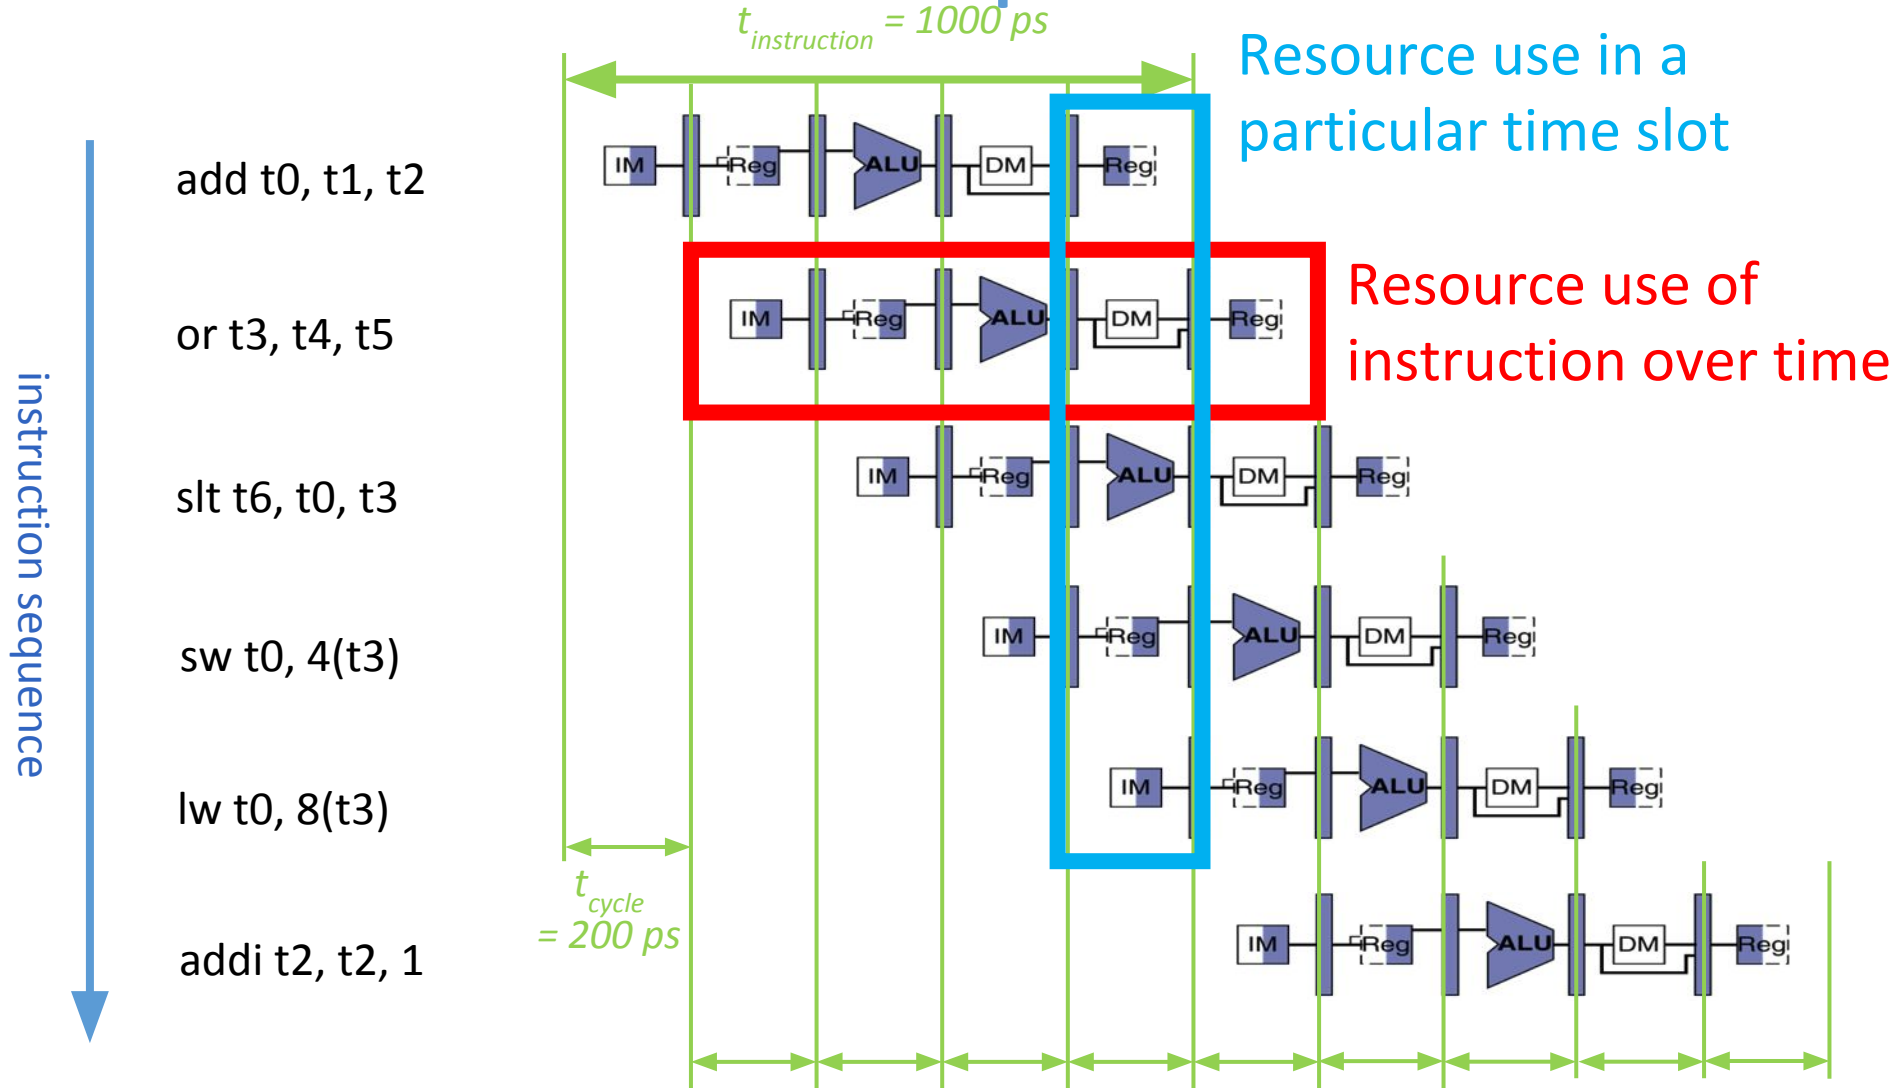 t instruction = 1000 ps
Resource use in a
particular time slot
add t0, t1, t2
IM Reg ALU DM Reg
Resource use of
instruction over time
or t3, t4, t5
IM Reg ALU DM Reg
instruction sequence
slt t6, t0, t3
IM Reg ALU DM Reg
sw t0, 4(t3)
IM Reg ALU DM Reg
lw t0, 8(t3)
IM Reg ALU DM Reg
t cycle
= 200 ps
addi t2, t2, 1
IM Reg ALU DM Reg